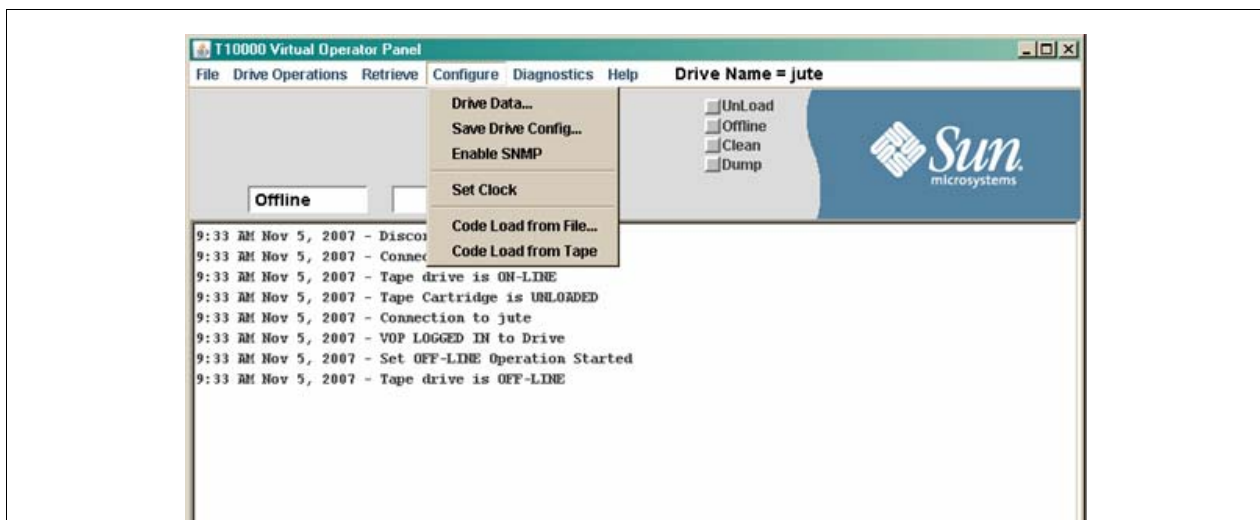 T10000 Virtual Operator Panel
File Drive Operations Retrieve Configure Diagnostics Help Drive Name = jute
Drive Data...
Save Drive Config...
Enable SNMP
Set Clock
Code Load from File...
Code Load from Tape
UnLoad
Offline
Clean
Dump
Sun
microsystems
Offline
9:33 AM Nov 5, 2007 - Discon
9:33 AM Nov 5, 2007 - Connec
9:33 AM Nov 5, 2007 - Tape drive is ON-LINE
9:33 AM Nov 5, 2007 - Tape Cartridge is UNLOADED
9:33 AM Nov 5, 2007 - Connection to jute
9:33 AM Nov 5, 2007 - VOP LOGGED IN to Drive
9:33 AM Nov 5, 2007 - Set OFF-LINE Operation Started
9:33 AM Nov 5, 2007 - Tape drive is OFF-LINE